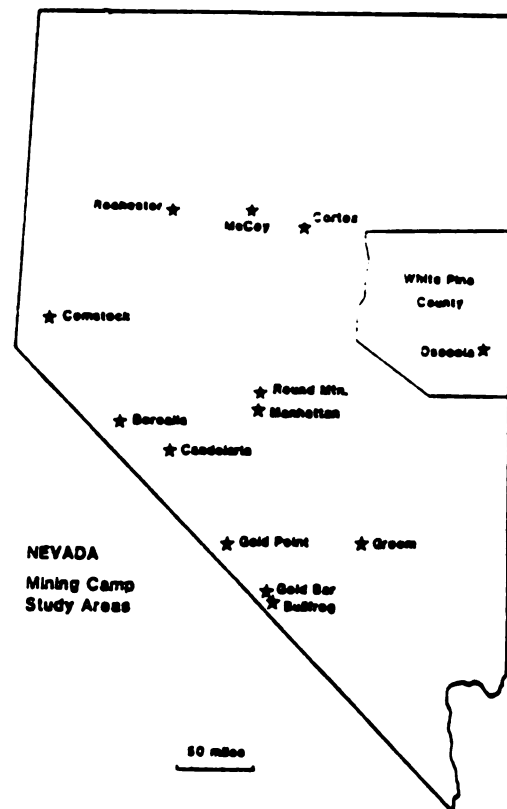 Rochester
McCoy
Cortez
White Pine
County
Comstock
Osceola
Round Mtn.
Manhattan
Borealis
Candelaria
Gold Point
Groom
NEVADA
Mining Camp
Study Areas
Gold Bar
Bullfrog
50 miles